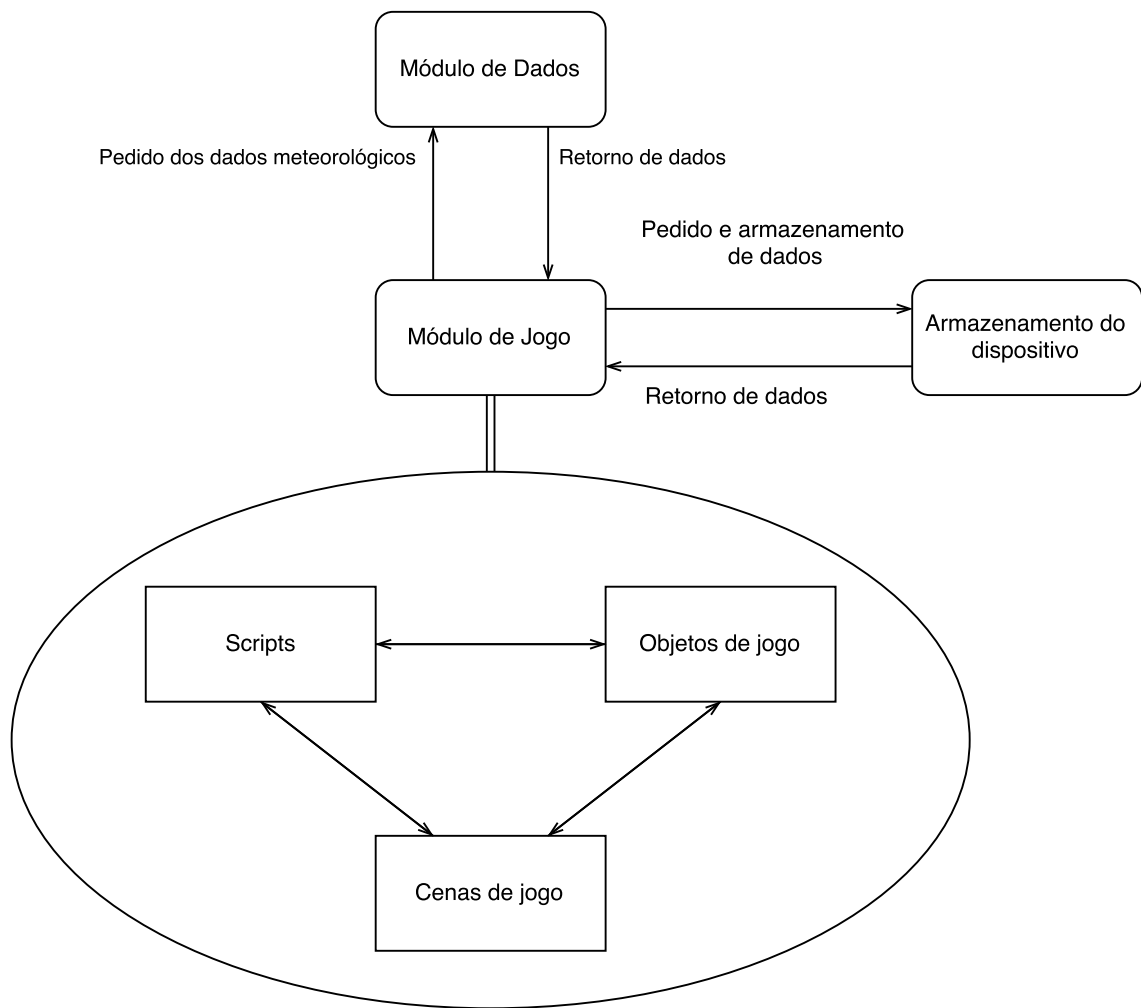 Módulo de Dados
Pedido dos dados meteorológicos
Retorno de dados
Pedido e armazenamento
de dados
Módulo de Jogo
Armazenamento do
dispositivo
Retorno de dados
Scripts
Objetos de jogo
Cenas de jogo